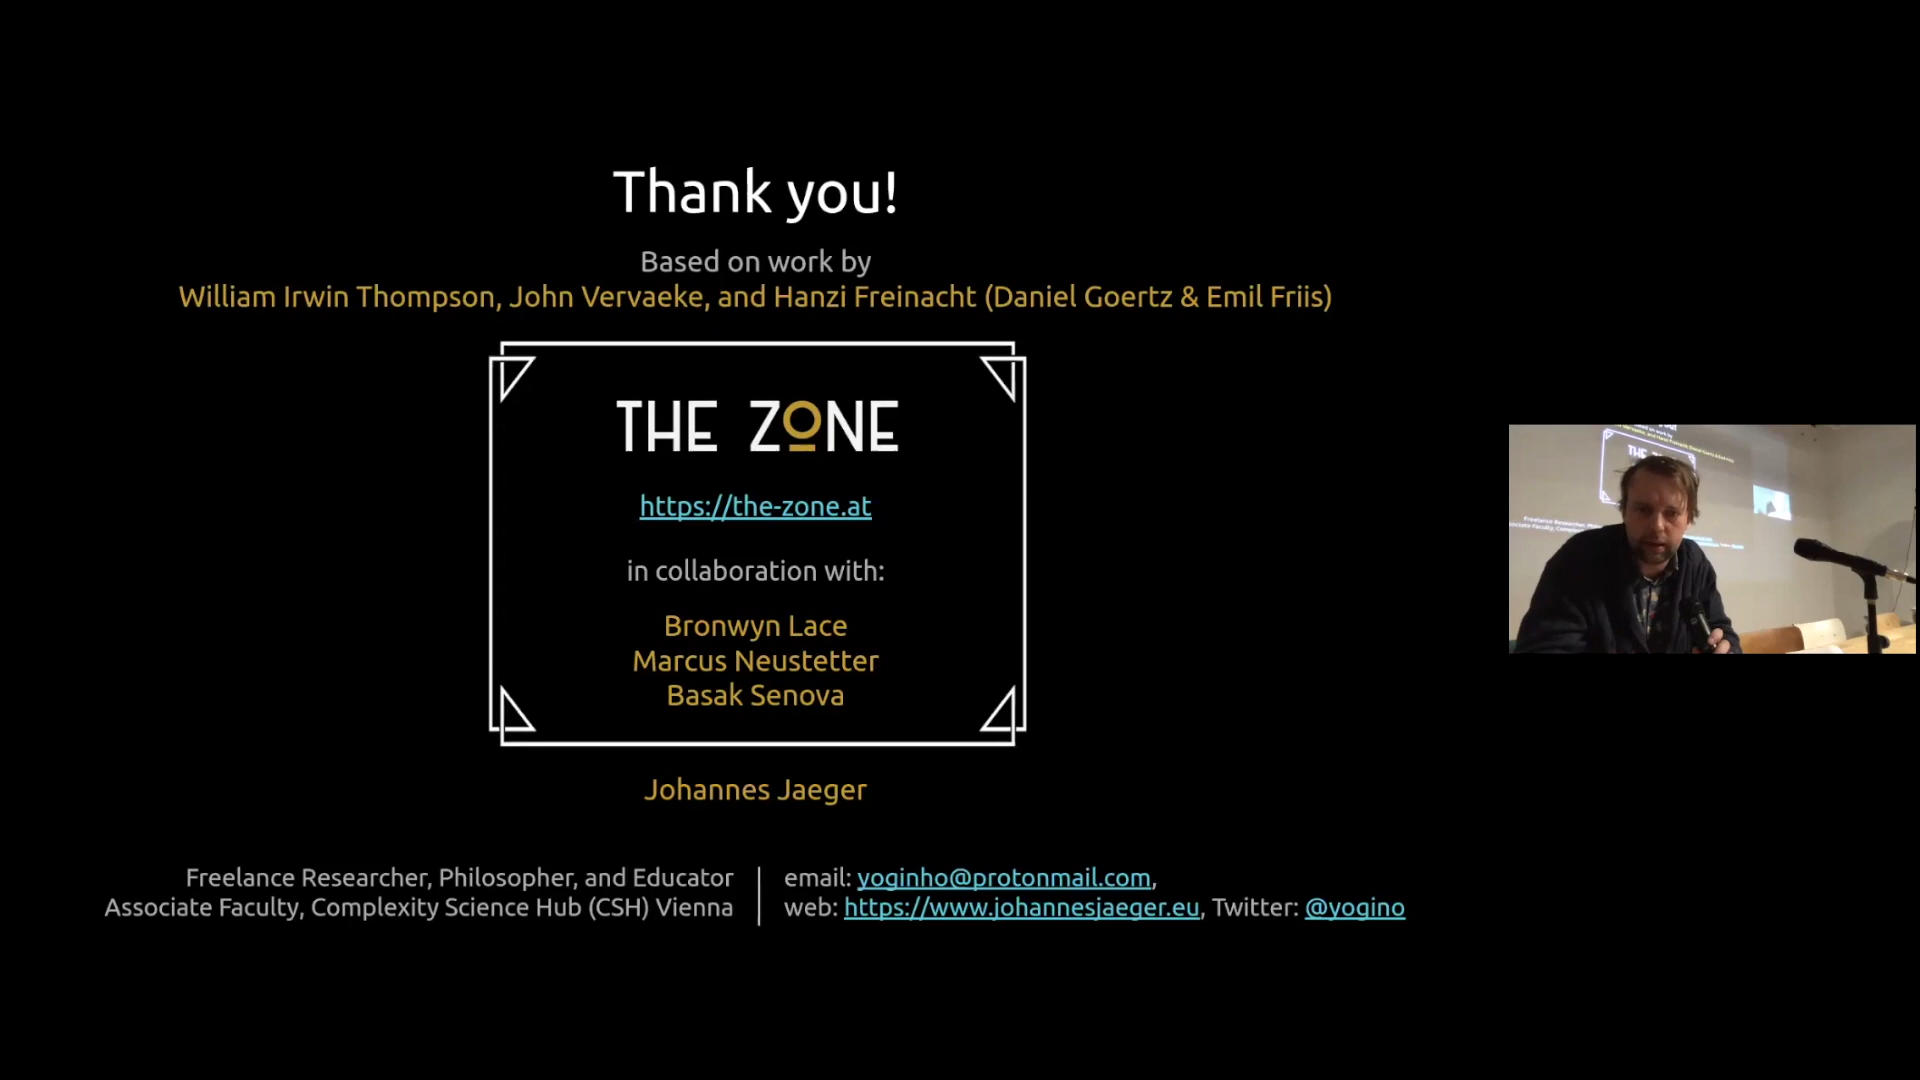 Thank you!
Based on work by
William Irwin Thompson, John Vervaeke, and Hanzi Freinacht (Daniel Goertz & Emil Friis)
THE ZONE
https://the-zone.at
in collaboration with:
Bronwyn Lace
Marcus Neustetter
Basak Senova
Johannes Jaeger
Freelance Researcher, Philosopher, and Educator
Associate Faculty, Complexity Science Hub (CSH) Vienna
email: yoginho@protonmail.com,
web: https://www.johannesjaeger.eu, Twitter: @yogino